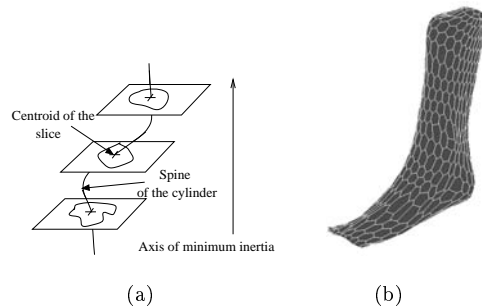 Centroid of the
slice
Spine
of the cylinder
Axis of minimum inertia
(a)
(b)